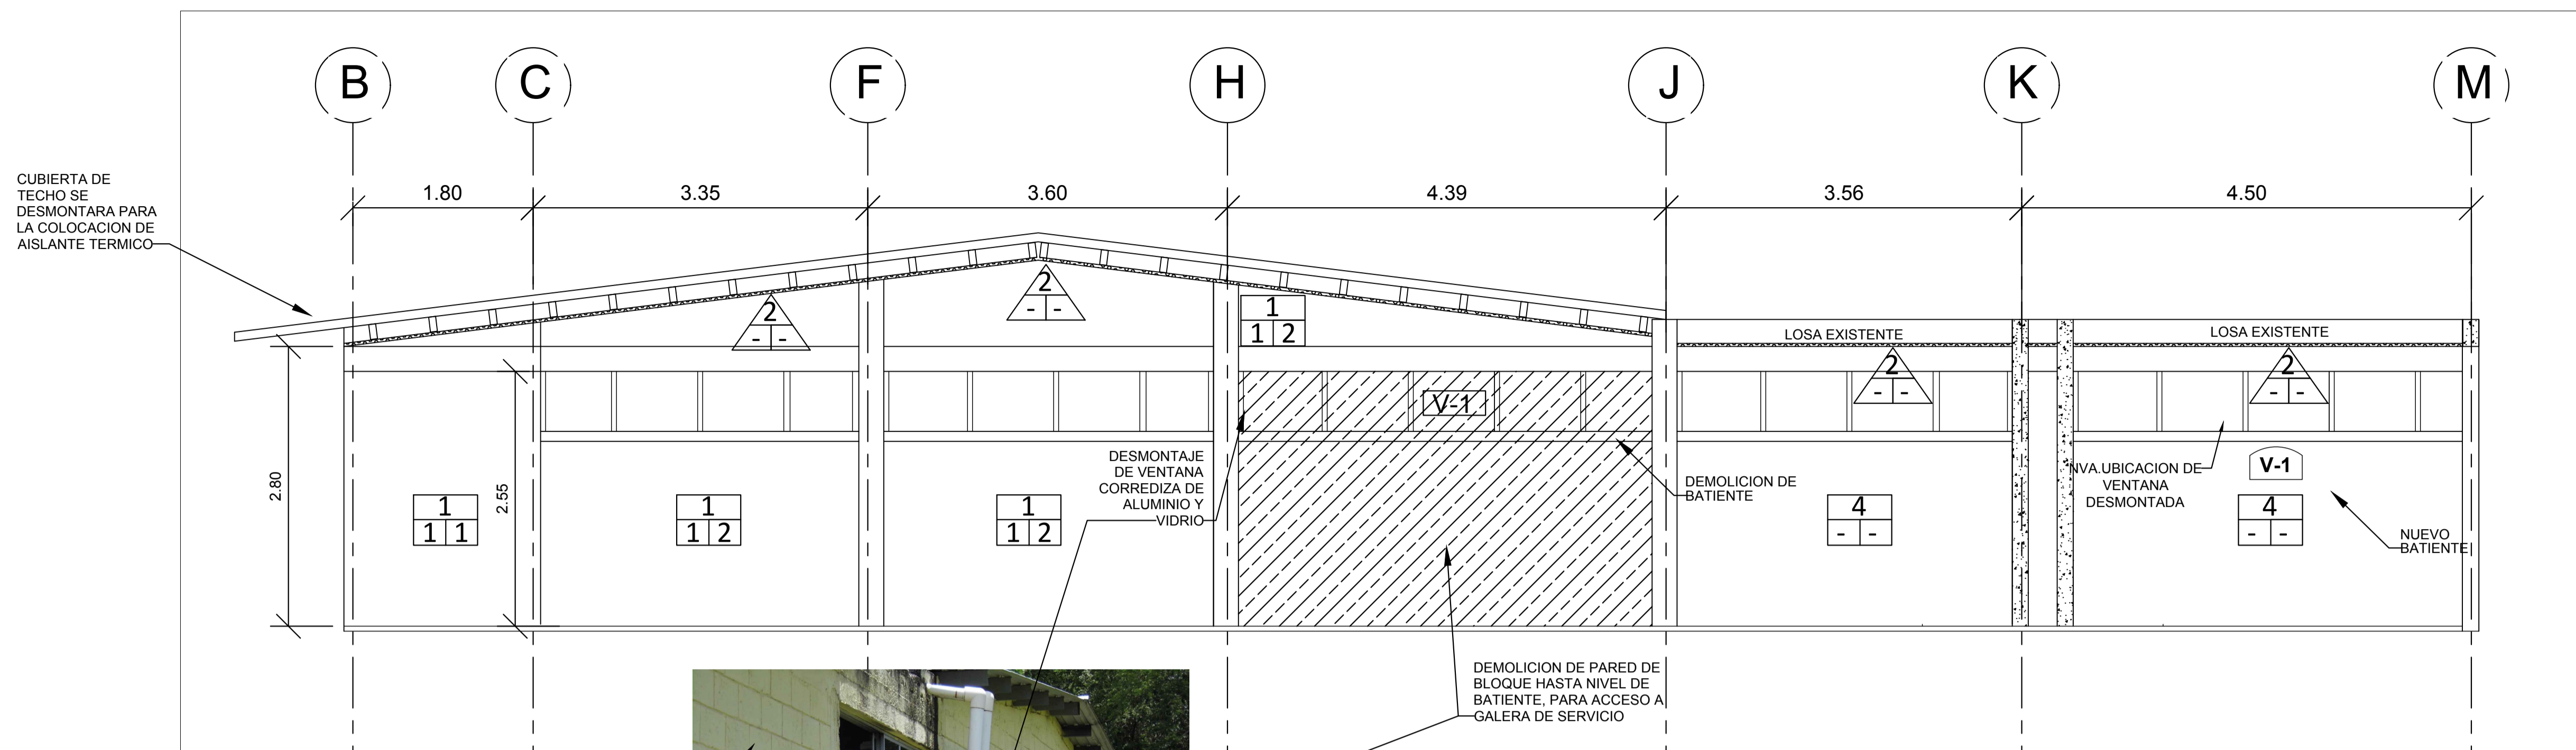 B C F H J K M
1.80 3.35 3.60 4.39 3.56 4.50
CUBIERTA DE
TECHO SE
DESMONTARA PARA
LA COLOCACION DE
AISLANTE TERMICO
2
- -
2
- -
1
1 2
LOSA EXISTENTE
LOSA EXISTENTE
2
- -
2
- -
V-1
2.80
2.55
1
1 1
1
1 2
1
1 2
DESMONTAJE
DE VENTANA
CORREDIZA DE
ALUMINIO Y
VIDRIO
DEMOLICION DE
BATIENTE
4
- -
NVA.UBICACION DE
VENTANA
DESMONTADA
V-1
4
- -
NUEVO
BATIENTE
DEMOLICION DE PARED DE
BLOQUE HASTA NIVEL DE
BATIENTE, PARA ACCESO A
GALERA DE SERVICIO